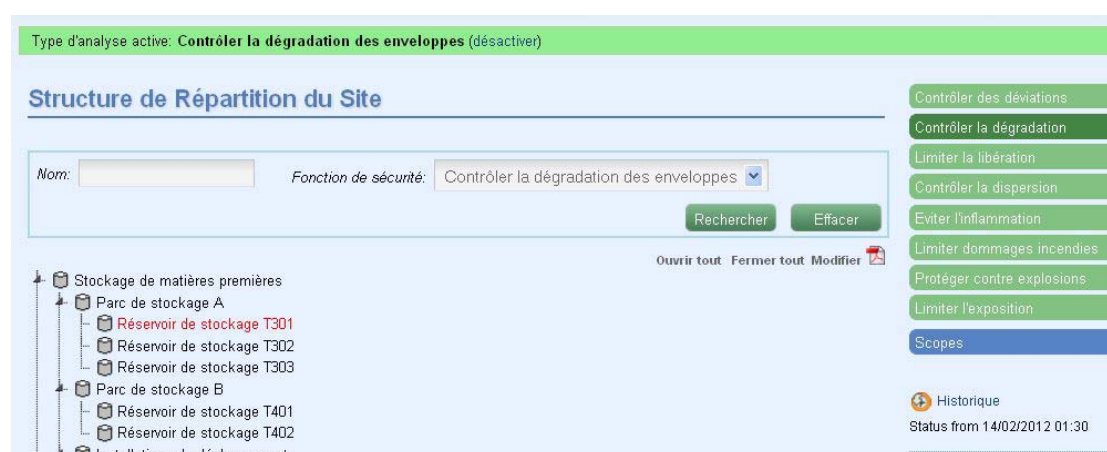 Type d'analyse active: Contrôler la dégradation des enveloppes (désactiver)
Structure de Répartition du Site
Nom:
Fonction de sécurité: Contrôler la dégradation des enveloppes
Rechercher Effacer
Ouvrir tout Fermer tout Modifier
Stockage de matières premières
Parc de stockage A
Réservoir de stockage T301
Réservoir de stockage T302
Réservoir de stockage T303
Parc de stockage B
Réservoir de stockage T401
Réservoir de stockage T402
Contrôler des déviations
Contrôler la dégradation
Limiter la libération
Contrôler la dispersion
Eviter l'inflammation
Limiter dommages incendies
Protéger contre explosions
Limiter l'exposition
Scopes
Historique
Status from 14/02/2012 01:30